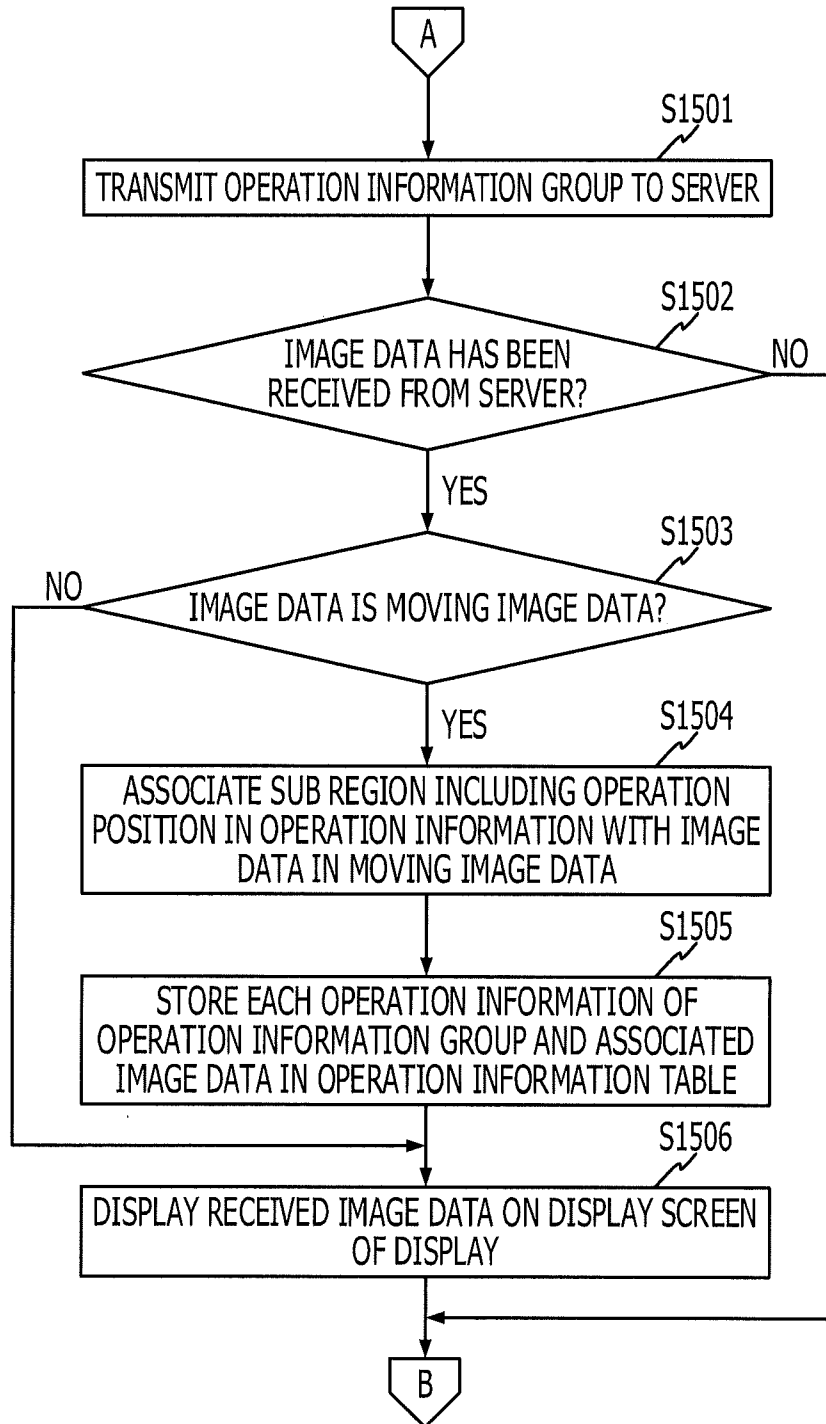 A
S1501
TRANSMIT OPERATION INFORMATION GROUP TO SERVER
S1502
IMAGE DATA HAS BEEN
RECEIVED FROM SERVER?
NO
YES
S1503
NO
IMAGE DATA IS MOVING IMAGE DATA?
YES
S1504
ASSOCIATE SUB REGION INCLUDING OPERATION
POSITION IN OPERATION INFORMATION WITH IMAGE
DATA IN MOVING IMAGE DATA
S1505
STORE EACH OPERATION INFORMATION OF
OPERATION INFORMATION GROUP AND ASSOCIATED
IMAGE DATA IN OPERATION INFORMATION TABLE
S1506
DISPLAY RECEIVED IMAGE DATA ON DISPLAY SCREEN
OF DISPLAY
B